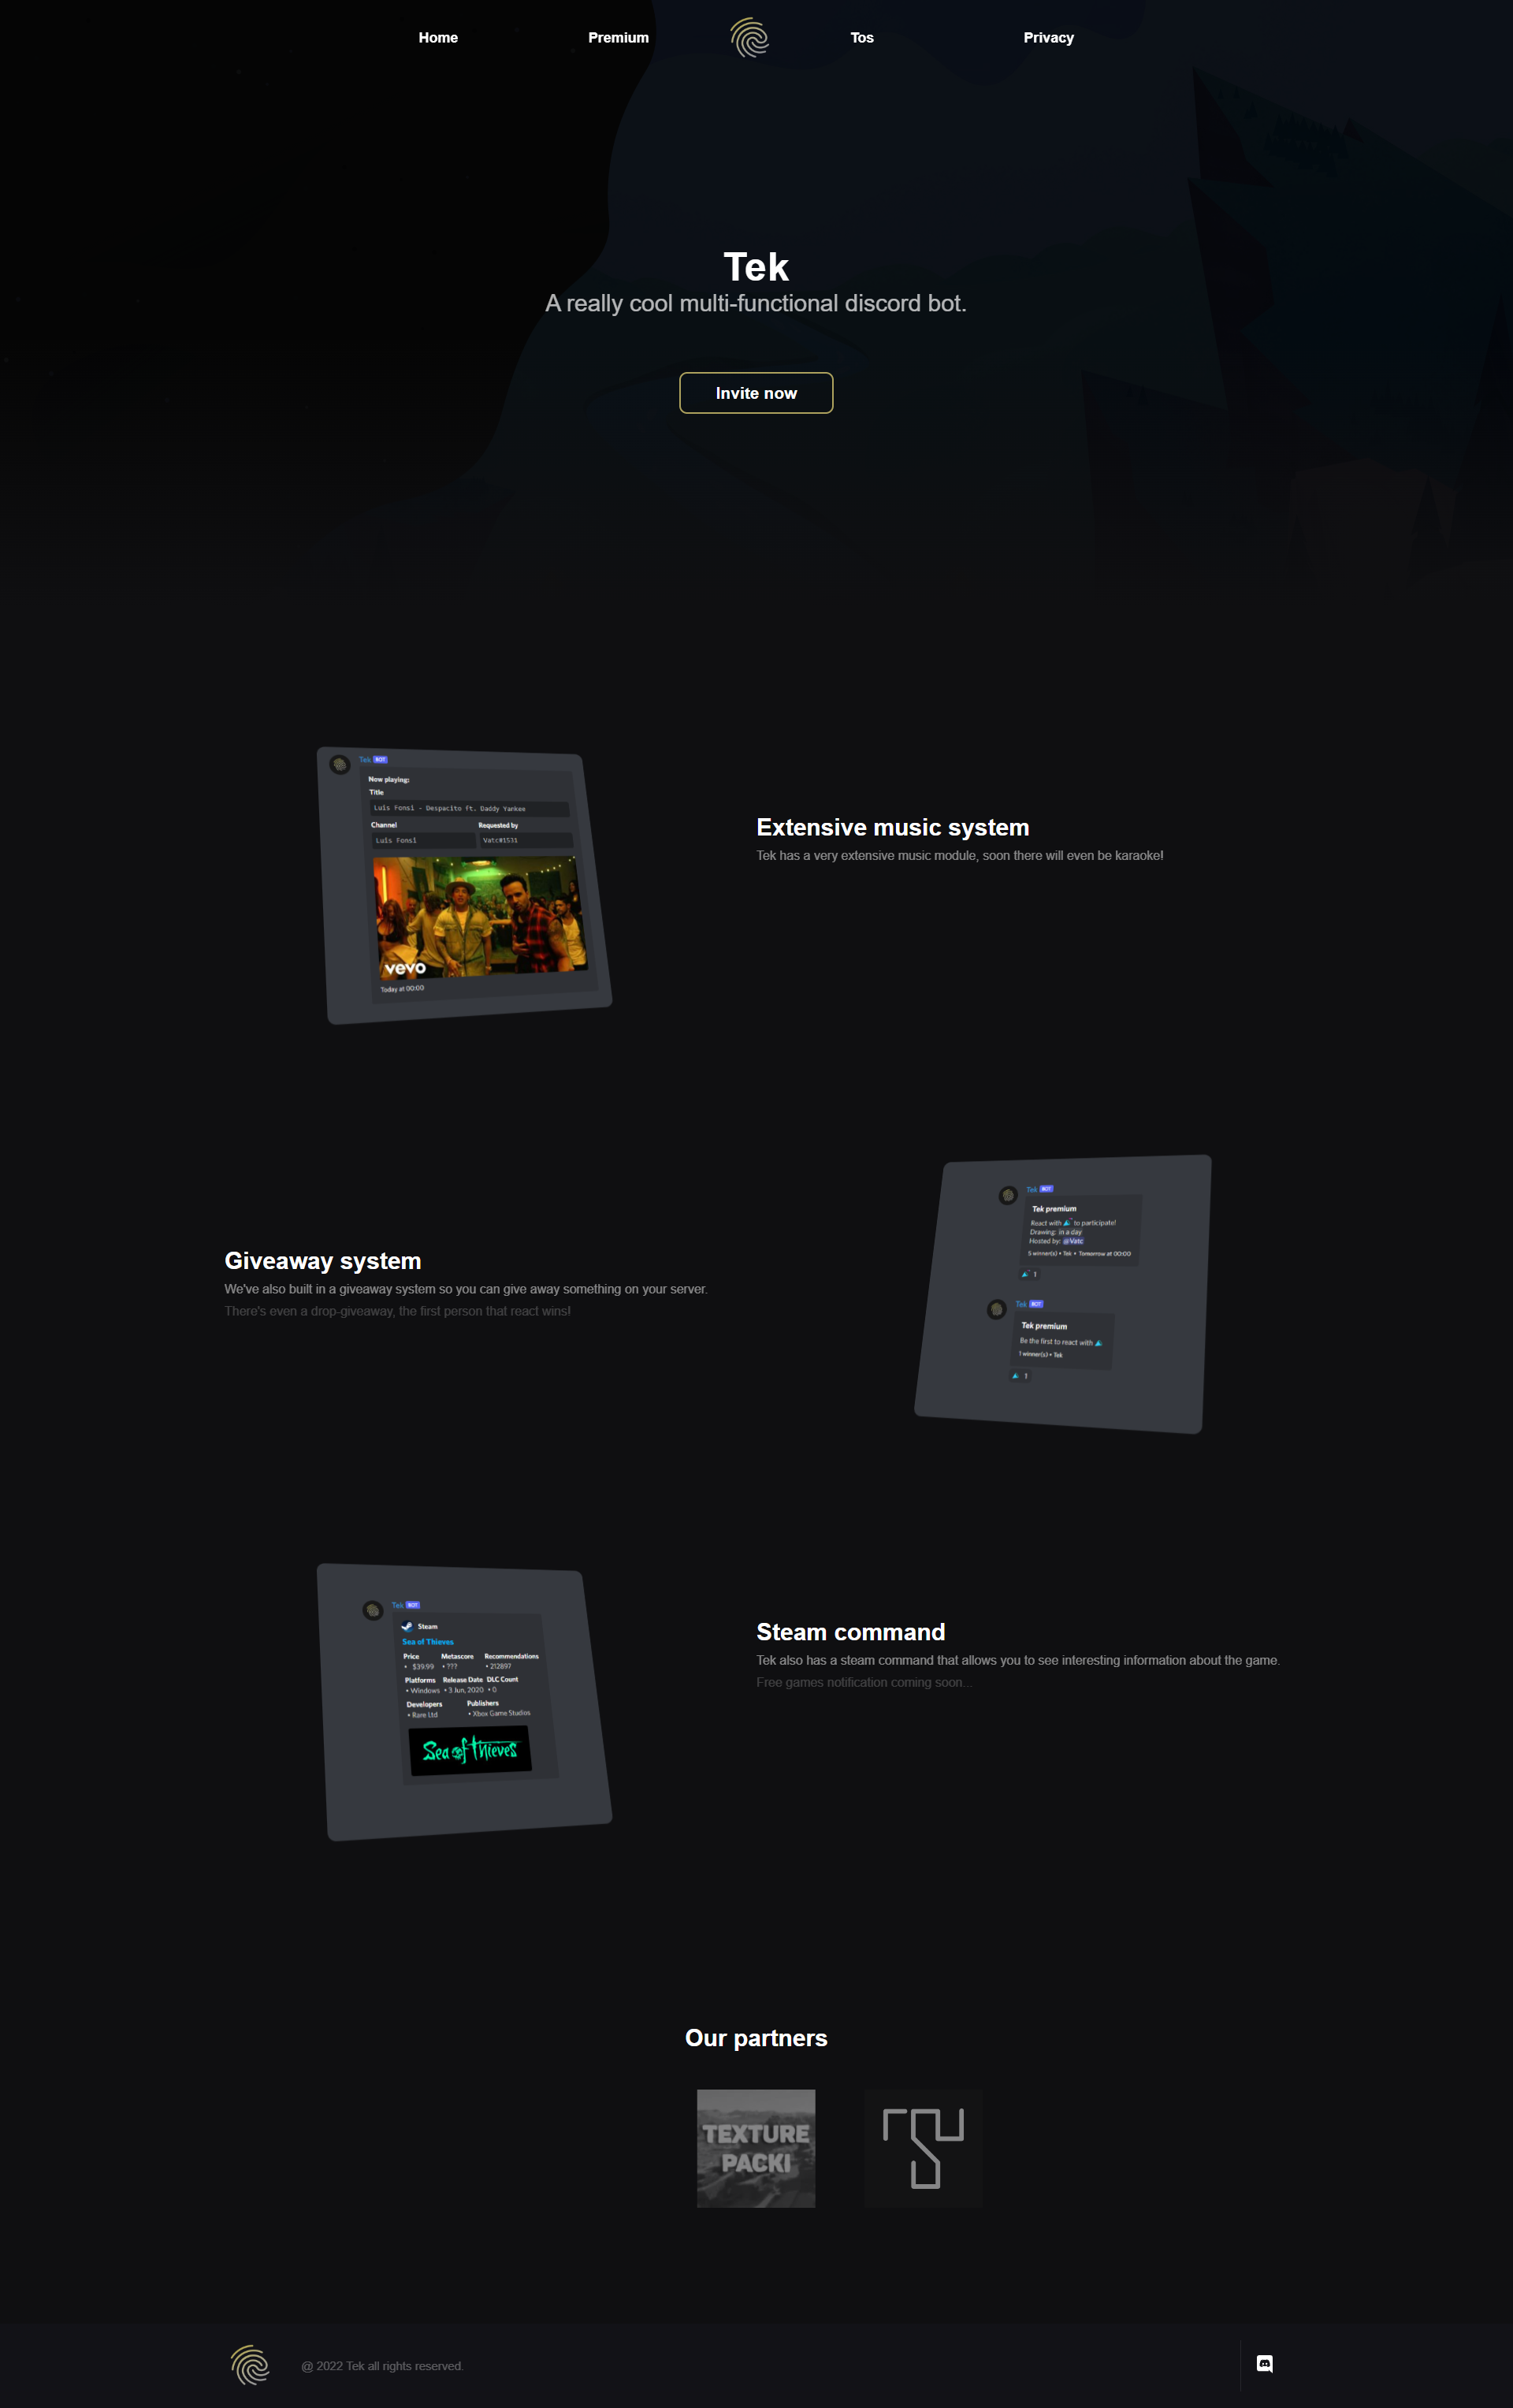 Home Premium Tos Privacy
Tek
A really cool multi-functional discord bot.
Invite now
Tek BOT
Now playing:
Title
Luis Fonsi - Despacito ft. Daddy Yankee
Channel Requested by
Luis Fonsi Vatc#1531
vevo
Today at 00:00
Extensive music system
Tek has a very extensive music module, soon there will even be karaoke!
Giveaway system
We've also built in a giveaway system so you can give away something on your server.
There's even a drop-giveaway, the first person that react wins!
Tek BOT
Tek premium
React with to participate!
Drawing: in a day
Hosted by: @Vatc
5 winner(s) • Tek • Tomorrow at 00:00
1
Tek BOT
Tek premium
Be the first to react with
1 winner(s) • Tek
1
Tek BOT
Steam
Sea of Thieves
Price Metascore Recommendations
• $39.99 • ??? • 212897
Platforms Release Date DLC Count
• Windows • 3 Jun, 2020 • 0
Developers Publishers
• Rare Ltd • Xbox Game Studios
Sea of Thieves
Steam command
Tek also has a steam command that allows you to see interesting information about the game.
Free games notification coming soon...
Our partners
TEXTURE
PACKI
@ 2022 Tek all rights reserved.